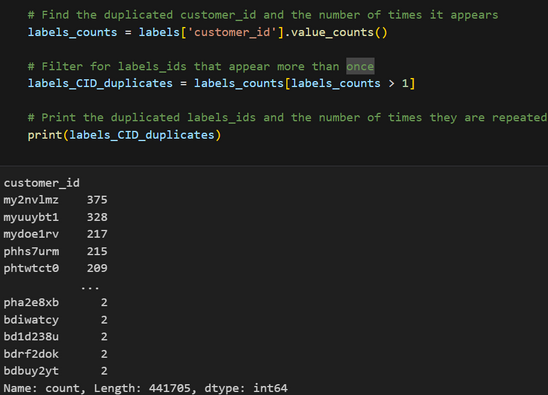 # Find the duplicated customer_id and the number of times it appears
labels_counts = labels['customer_id'].value_counts()
# Filter for labels_ids that appear more than once
labels_CID_duplicates = labels_counts[labels_counts > 1]
# Print the duplicated labels_ids and the number of times they are repeated
print(labels_CID_duplicates)
customer_id
my2nvlmz 375
myuuybt1 328
mydoe1rv 217
phhs7urm 215
phtwtct0 209
...
pha2e8xb 2
bdiwatcy 2
bd1d238u 2
bdrf2dok 2
bdbuy2yt 2
Name: count, Length: 441705, dtype: int64